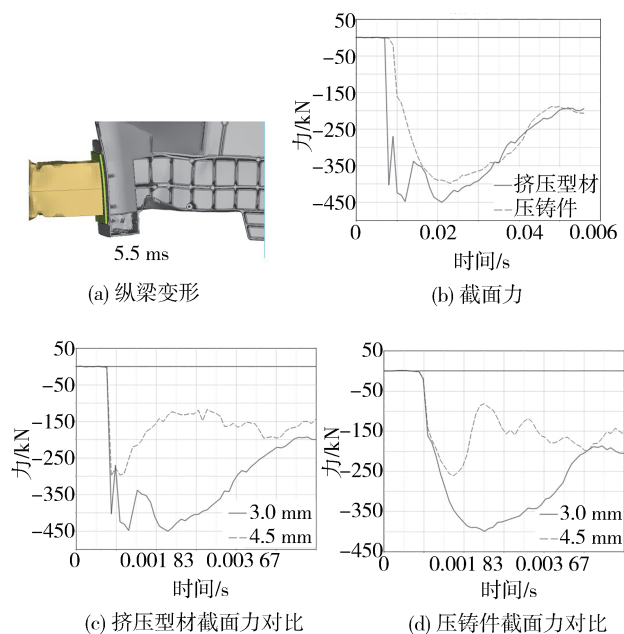 5.5 ms
(a) 纵梁变形
50
0
-50
-150
-250
-350
-450
力/kN
挤压型材
压铸件
0
0.02
0.04
0.006
时间/s
(b) 截面力
50
0
-50
-150
-250
-350
-450
力/kN
3.0 mm
4.5 mm
0
0.001 83
0.003 67
时间/s
(c) 挤压型材截面力对比
50
0
-50
-150
-250
-350
-450
力/kN
3.0 mm
4.5 mm
0
0.001 83
0.003 67
时间/s
(d) 压铸件截面力对比